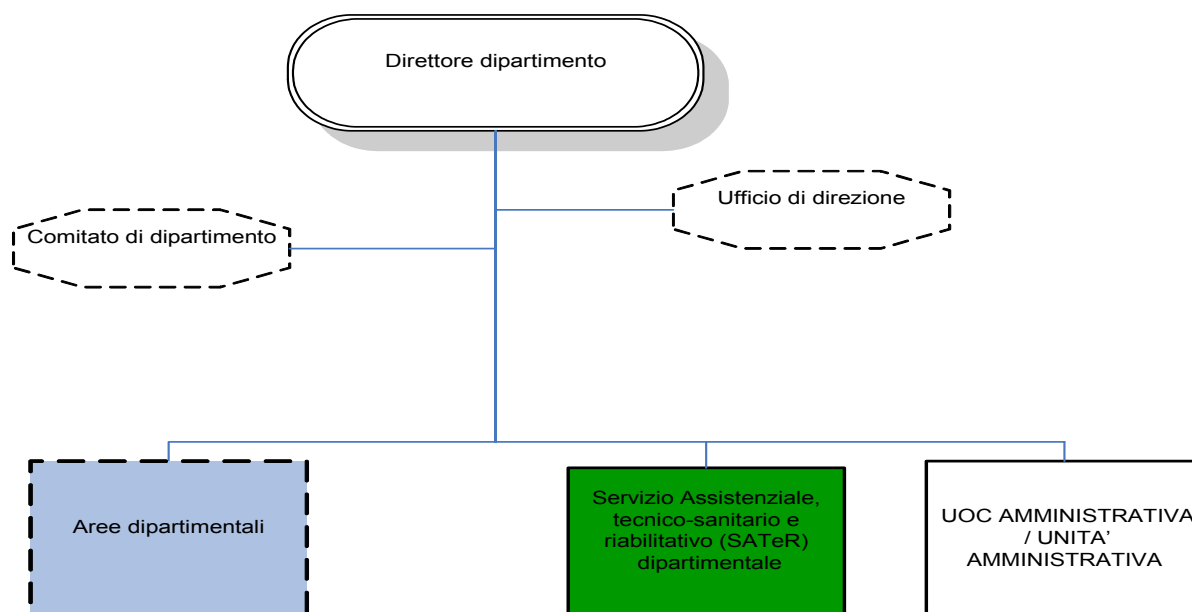 Direttore dipartimento
Ufficio di direzione
Comitato di dipartimento
Aree dipartimentali
Servizio Assistenziale,
tecnico-sanitario e
riabilitativo (SATeR)
dipartimentale
UOC AMMINISTRATIVA
/ UNITA’
AMMINISTRATIVA